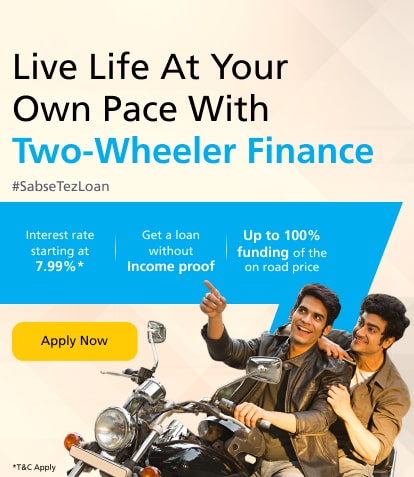 Live Life At Your
Own Pace With
Two-Wheeler Finance
#SabseTezLoan
Interest rate
starting at
7.99%*
Get a loan
without
Income proof
Up to 100%
funding of the
on road price
Apply Now
*T&C Apply